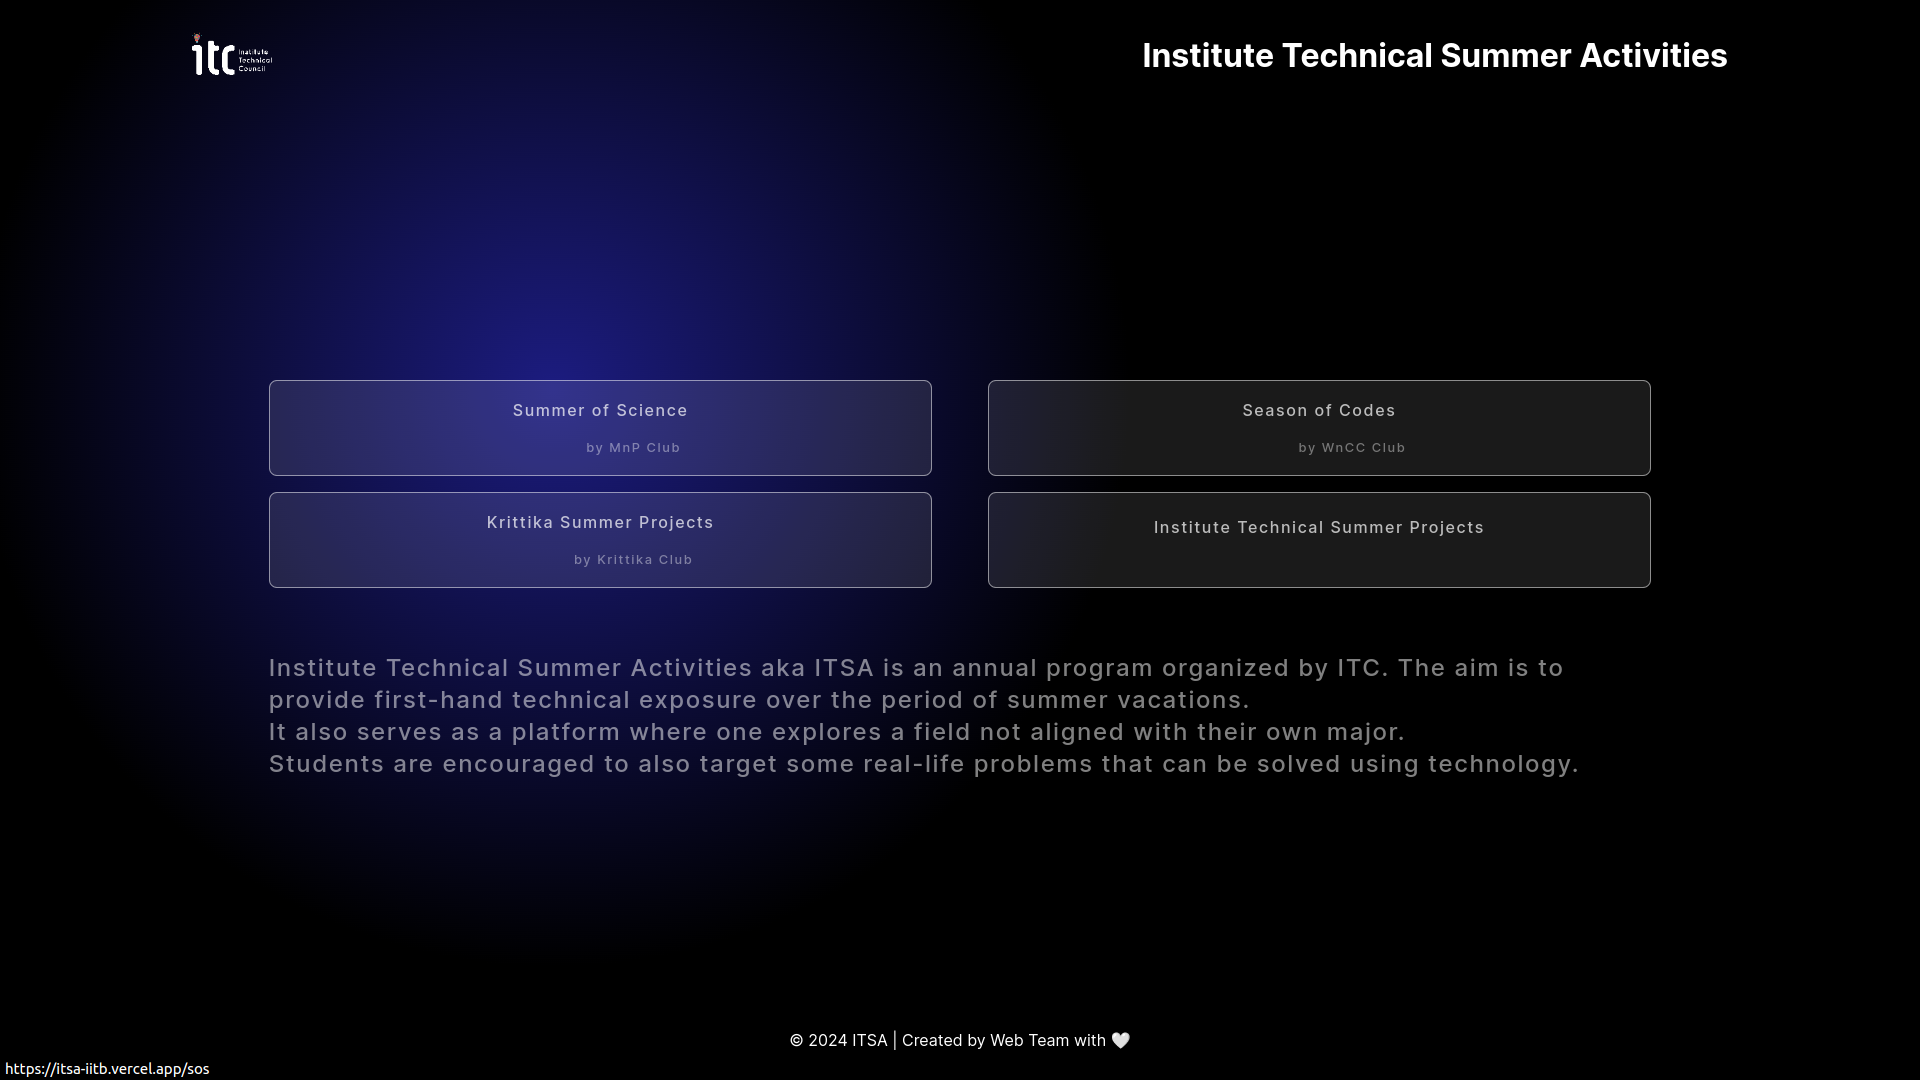 itc
Institute
Technical
Council
Institute Technical Summer Activities
Summer of Science
by MnP Club
Season of Codes
by WnCC Club
Krittika Summer Projects
by Krittika Club
Institute Technical Summer Projects
Institute Technical Summer Activities aka ITSA is an annual program organized by ITC. The aim is to
provide first-hand technical exposure over the period of summer vacations.
It also serves as a platform where one explores a field not aligned with their own major.
Students are encouraged to also target some real-life problems that can be solved using technology.
© 2024 ITSA | Created by Web Team with 🤍
https://itsa-iitb.vercel.app/sos